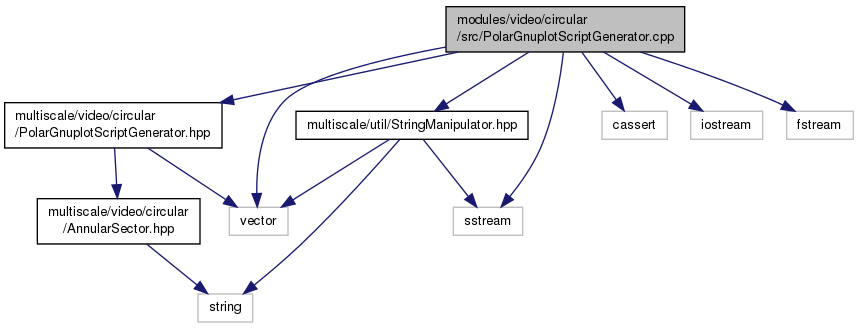 modules/video/circular
/src/PolarGnuplotScriptGenerator.cpp
multiscale/video/circular
/PolarGnuplotScriptGenerator.hpp
multiscale/util/StringManipulator.hpp
cassert
iostream
fstream
multiscale/video/circular
/AnnularSector.hpp
vector
sstream
string